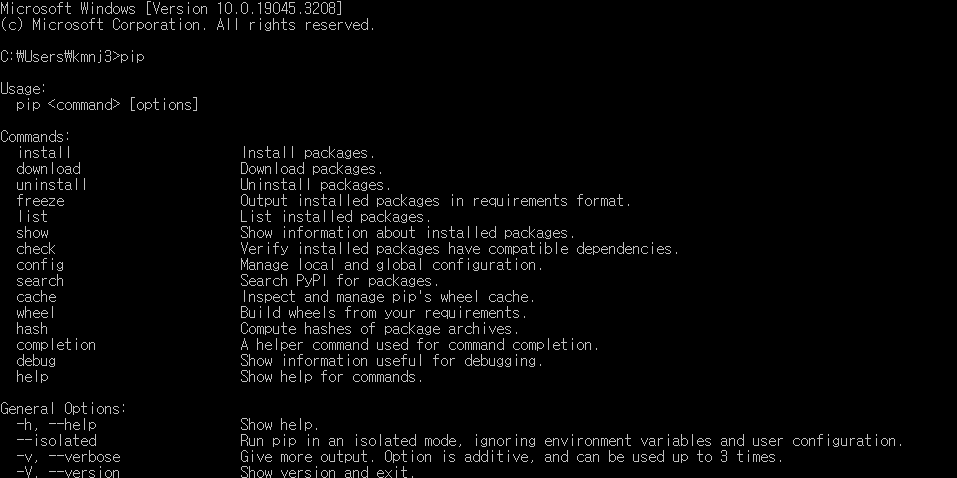 Microsoft Windows [Version 10.0.19045.3208]
(c) Microsoft Corporation. All rights reserved.
C:₩Users₩kmnj3>pip
Usage:
pip <command> [options]
Commands:
install Install packages.
download Download packages.
uninstall Uninstall packages.
freeze Output installed packages in requirements format.
list List installed packages.
show Show information about installed packages.
check Verify installed packages have compatible dependencies.
config Manage local and global configuration.
search Search PyPI for packages.
cache Inspect and manage pip's wheel cache.
wheel Build wheels from your requirements.
hash Compute hashes of package archives.
completion A helper command used for command completion.
debug Show information useful for debugging.
help Show help for commands.
General Options:
-h, --help Show help.
--isolated Run pip in an isolated mode, ignoring environment variables and user configuration.
-v, --verbose Give more output. Option is additive, and can be used up to 3 times.
-V, --version Show version and exit.